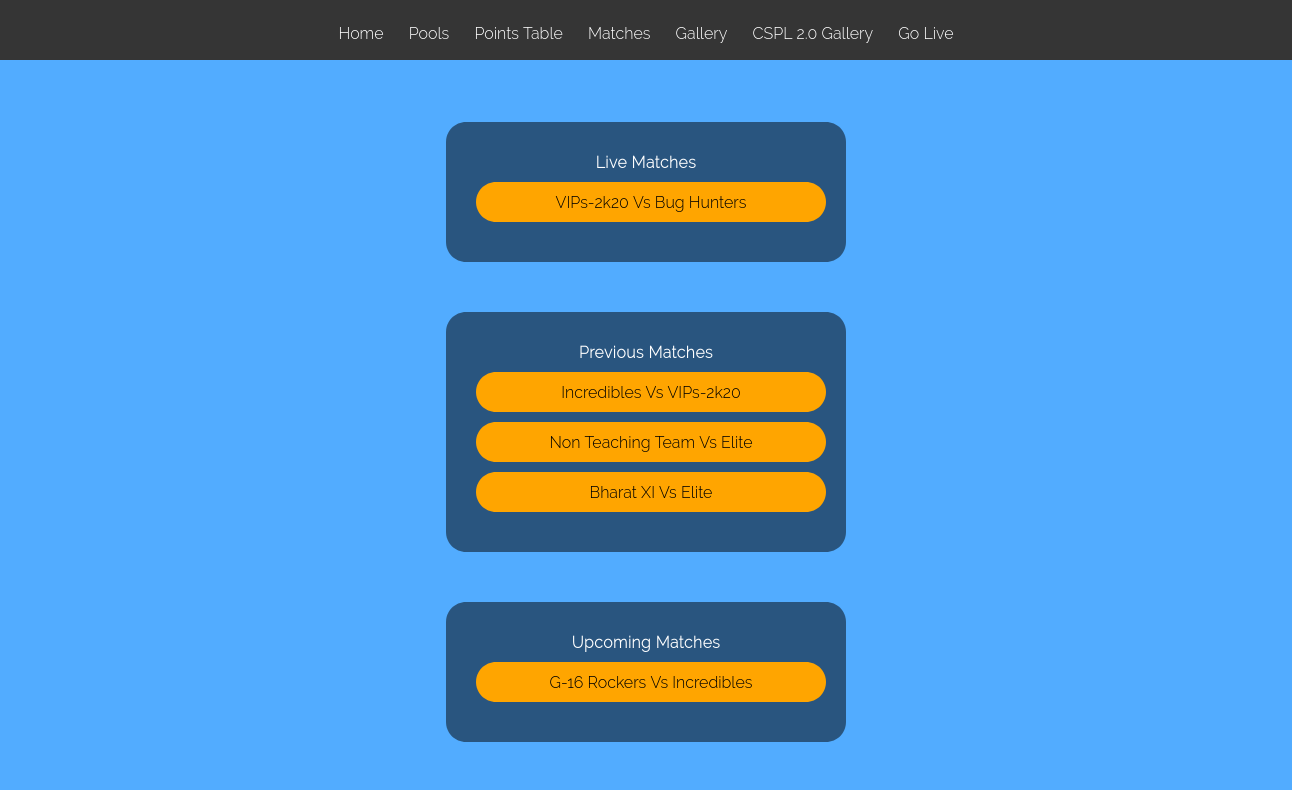 Home Pools Points Table Matches Gallery CSPL 2.0 Gallery Go Live
Live Matches
VIPs-2k20 Vs Bug Hunters
Previous Matches
Incredibles Vs VIPs-2k20
Non Teaching Team Vs Elite
Bharat XI Vs Elite
Upcoming Matches
G-16 Rockers Vs Incredibles